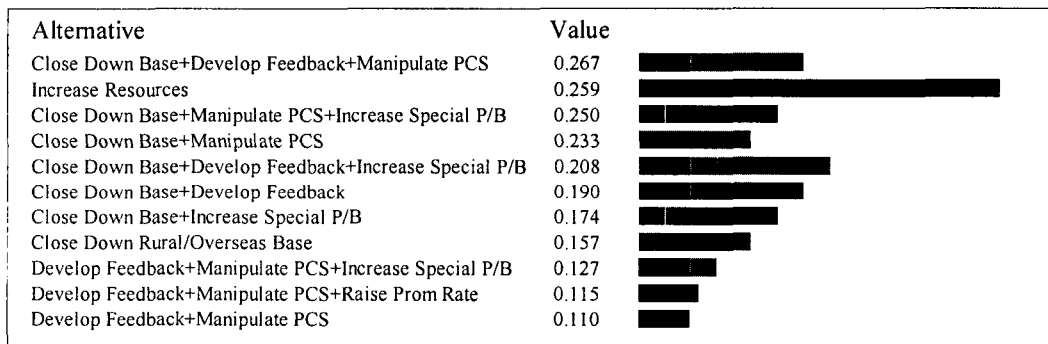 Alternative Value
Close Down Base+Develop Feedback+Manipulate PCS 0.267
Increase Resources 0.259
Close Down Base+Manipulate PCS+Increase Special P/B 0.250
Close Down Base+Manipulate PCS 0.233
Close Down Base+Develop Feedback+Increase Special P/B 0.208
Close Down Base+Develop Feedback 0.190
Close Down Base+Increase Special P/B 0.174
Close Down Rural/Overseas Base 0.157
Develop Feedback+Manipulate PCS+Increase Special P/B 0.127
Develop Feedback+Manipulate PCS+Raise Prom Rate 0.115
Develop Feedback+Manipulate PCS 0.110